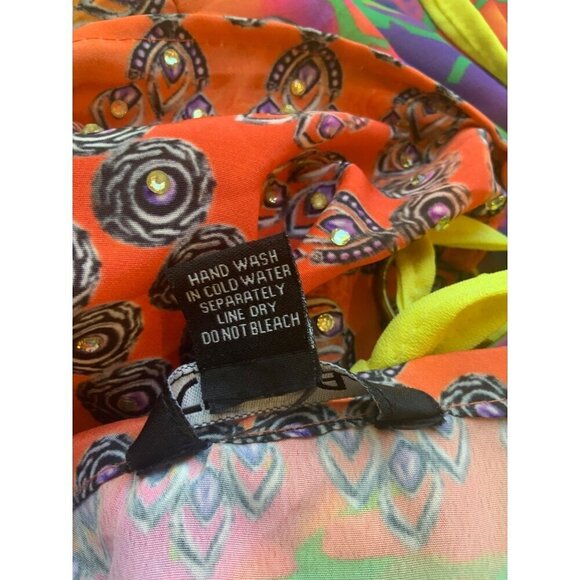 HAND WASH
IN COLD WATER
SEPARATELY
LINE DRY
DO NOT BLEACH